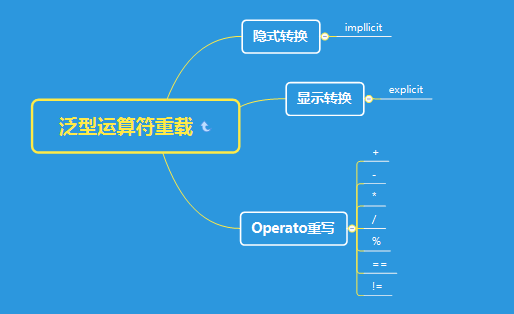 泛型运算符重载
隐式转换
impllicit
显示转换
explicit
Operato重写
+
-
*
/
%
==
!=